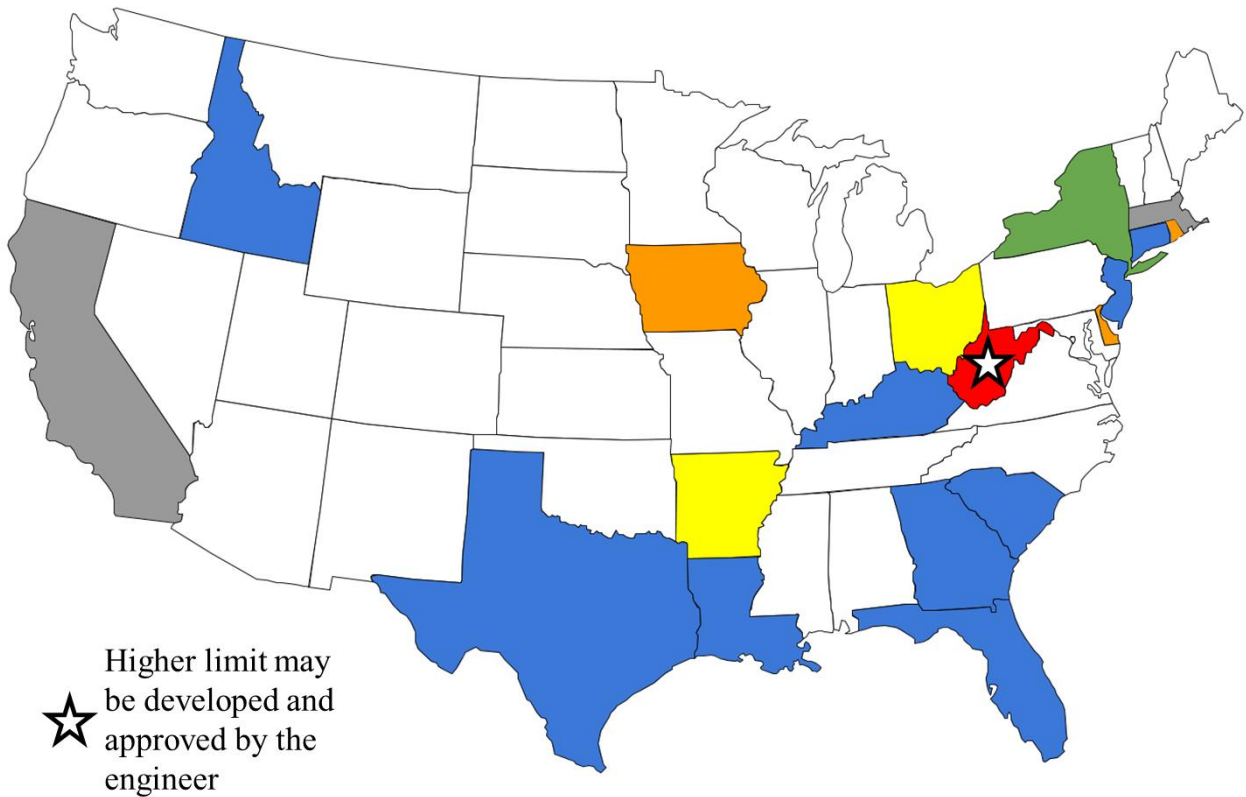 Higher limit may
be developed and
approved by the
engineer